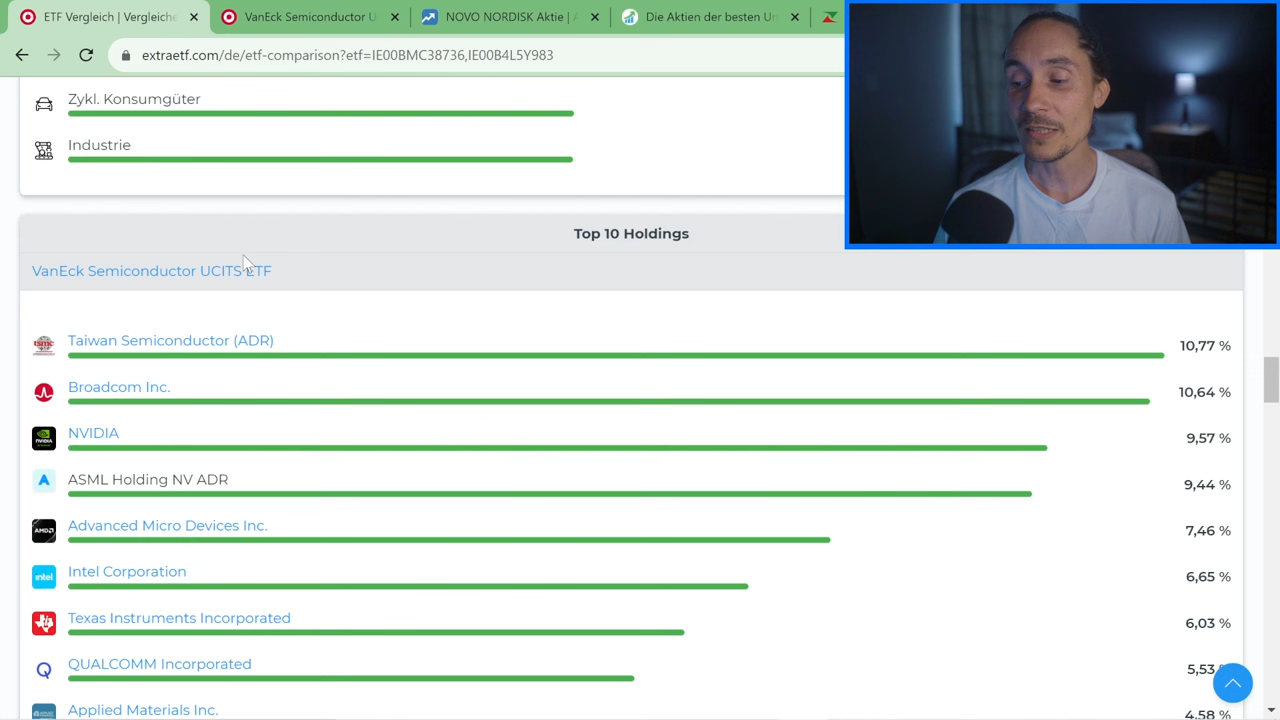 ETF Vergleich | Vergleiche
VanEck Semiconductor U
NOVO NORDISK Aktie | A
Die Aktien der besten Un
extraetf.com/de/etf-comparison?etf=IE00BMC38736,IE00B4L5Y983
Zykl. Konsumgüter
Industrie
Top 10 Holdings
VanEck Semiconductor UCITS ETF
Taiwan Semiconductor (ADR) 10,77 %
Broadcom Inc. 10,64 %
NVIDIA 9,57 %
ASML Holding NV ADR 9,44 %
Advanced Micro Devices Inc. 7,46 %
Intel Corporation 6,65 %
Texas Instruments Incorporated 6,03 %
QUALCOMM Incorporated 5,53
Applied Materials Inc. 4,58 %